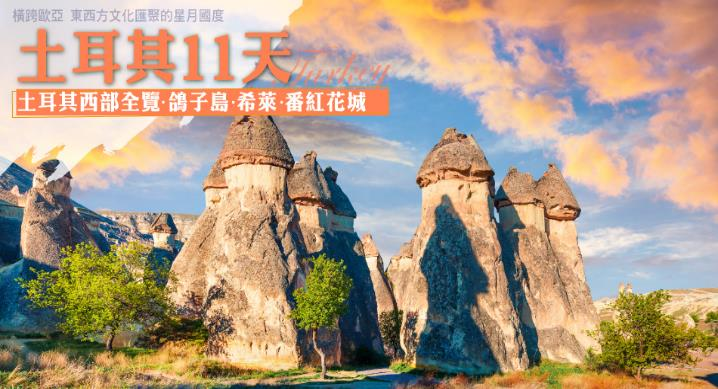 橫跨歐亞 東西方文化匯聚的星月國度
土耳其11天
Turkey
土耳其西部全覽·鴿子島·希萊·番紅花城